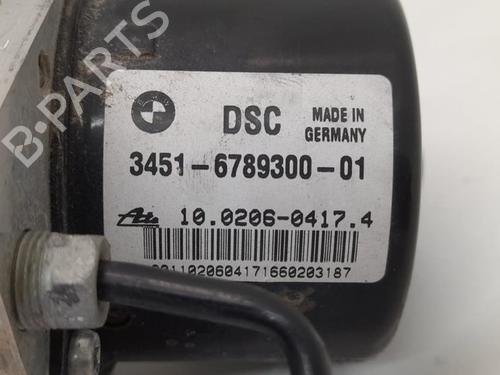 B-PARTS
DSC
MADE IN
GERMANY
3451-6789300-01
Ate 10.0206-0417.4